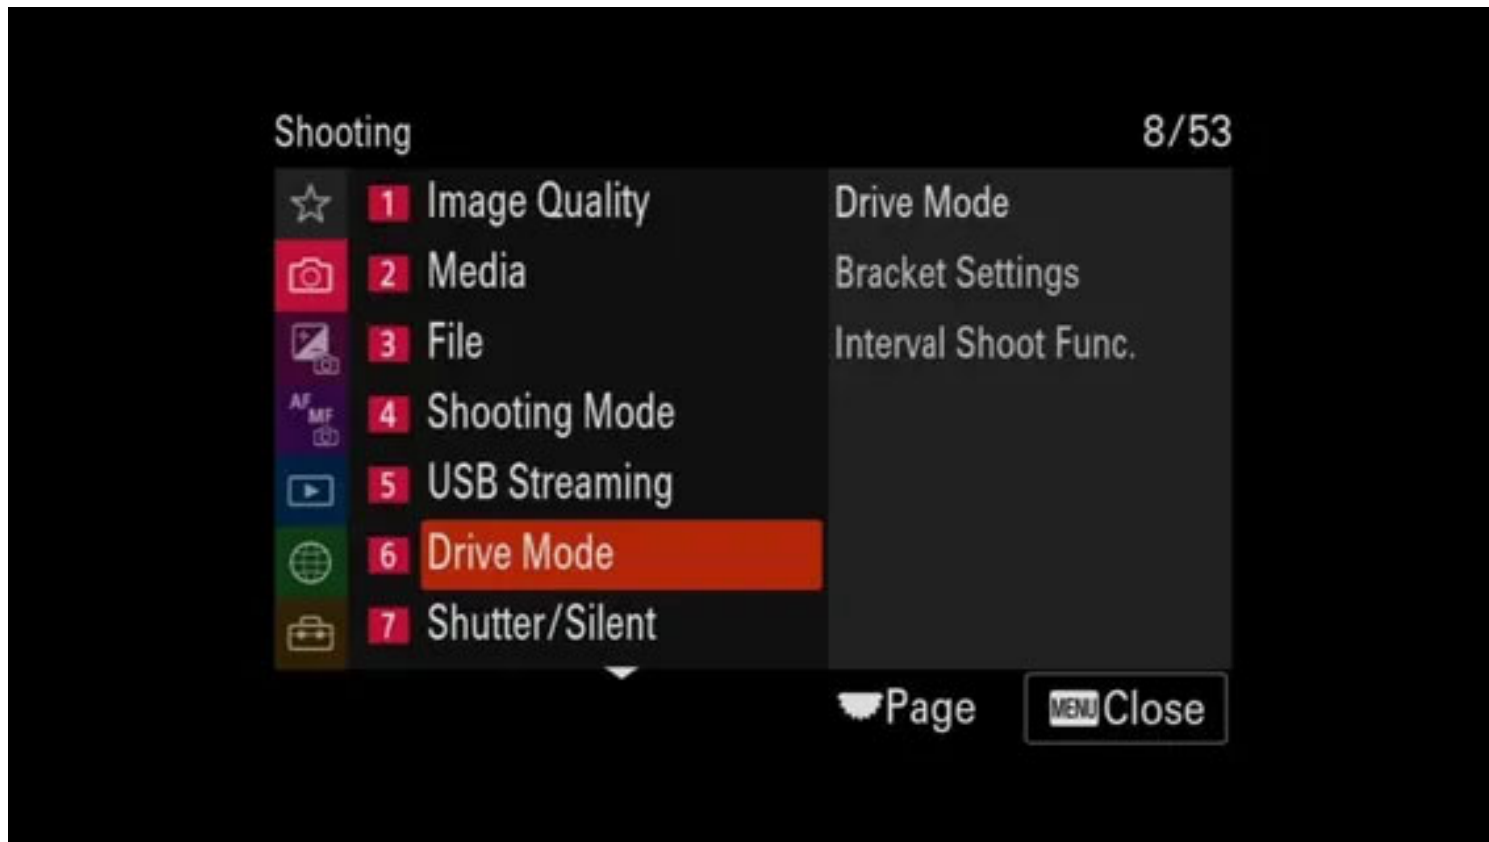 Shooting 8/53
1 Image Quality
2 Media
3 File
4 Shooting Mode
5 USB Streaming
6 Drive Mode
7 Shutter/Silent
Drive Mode
Bracket Settings
Interval Shoot Func.
AF MF
Page
MENU Close